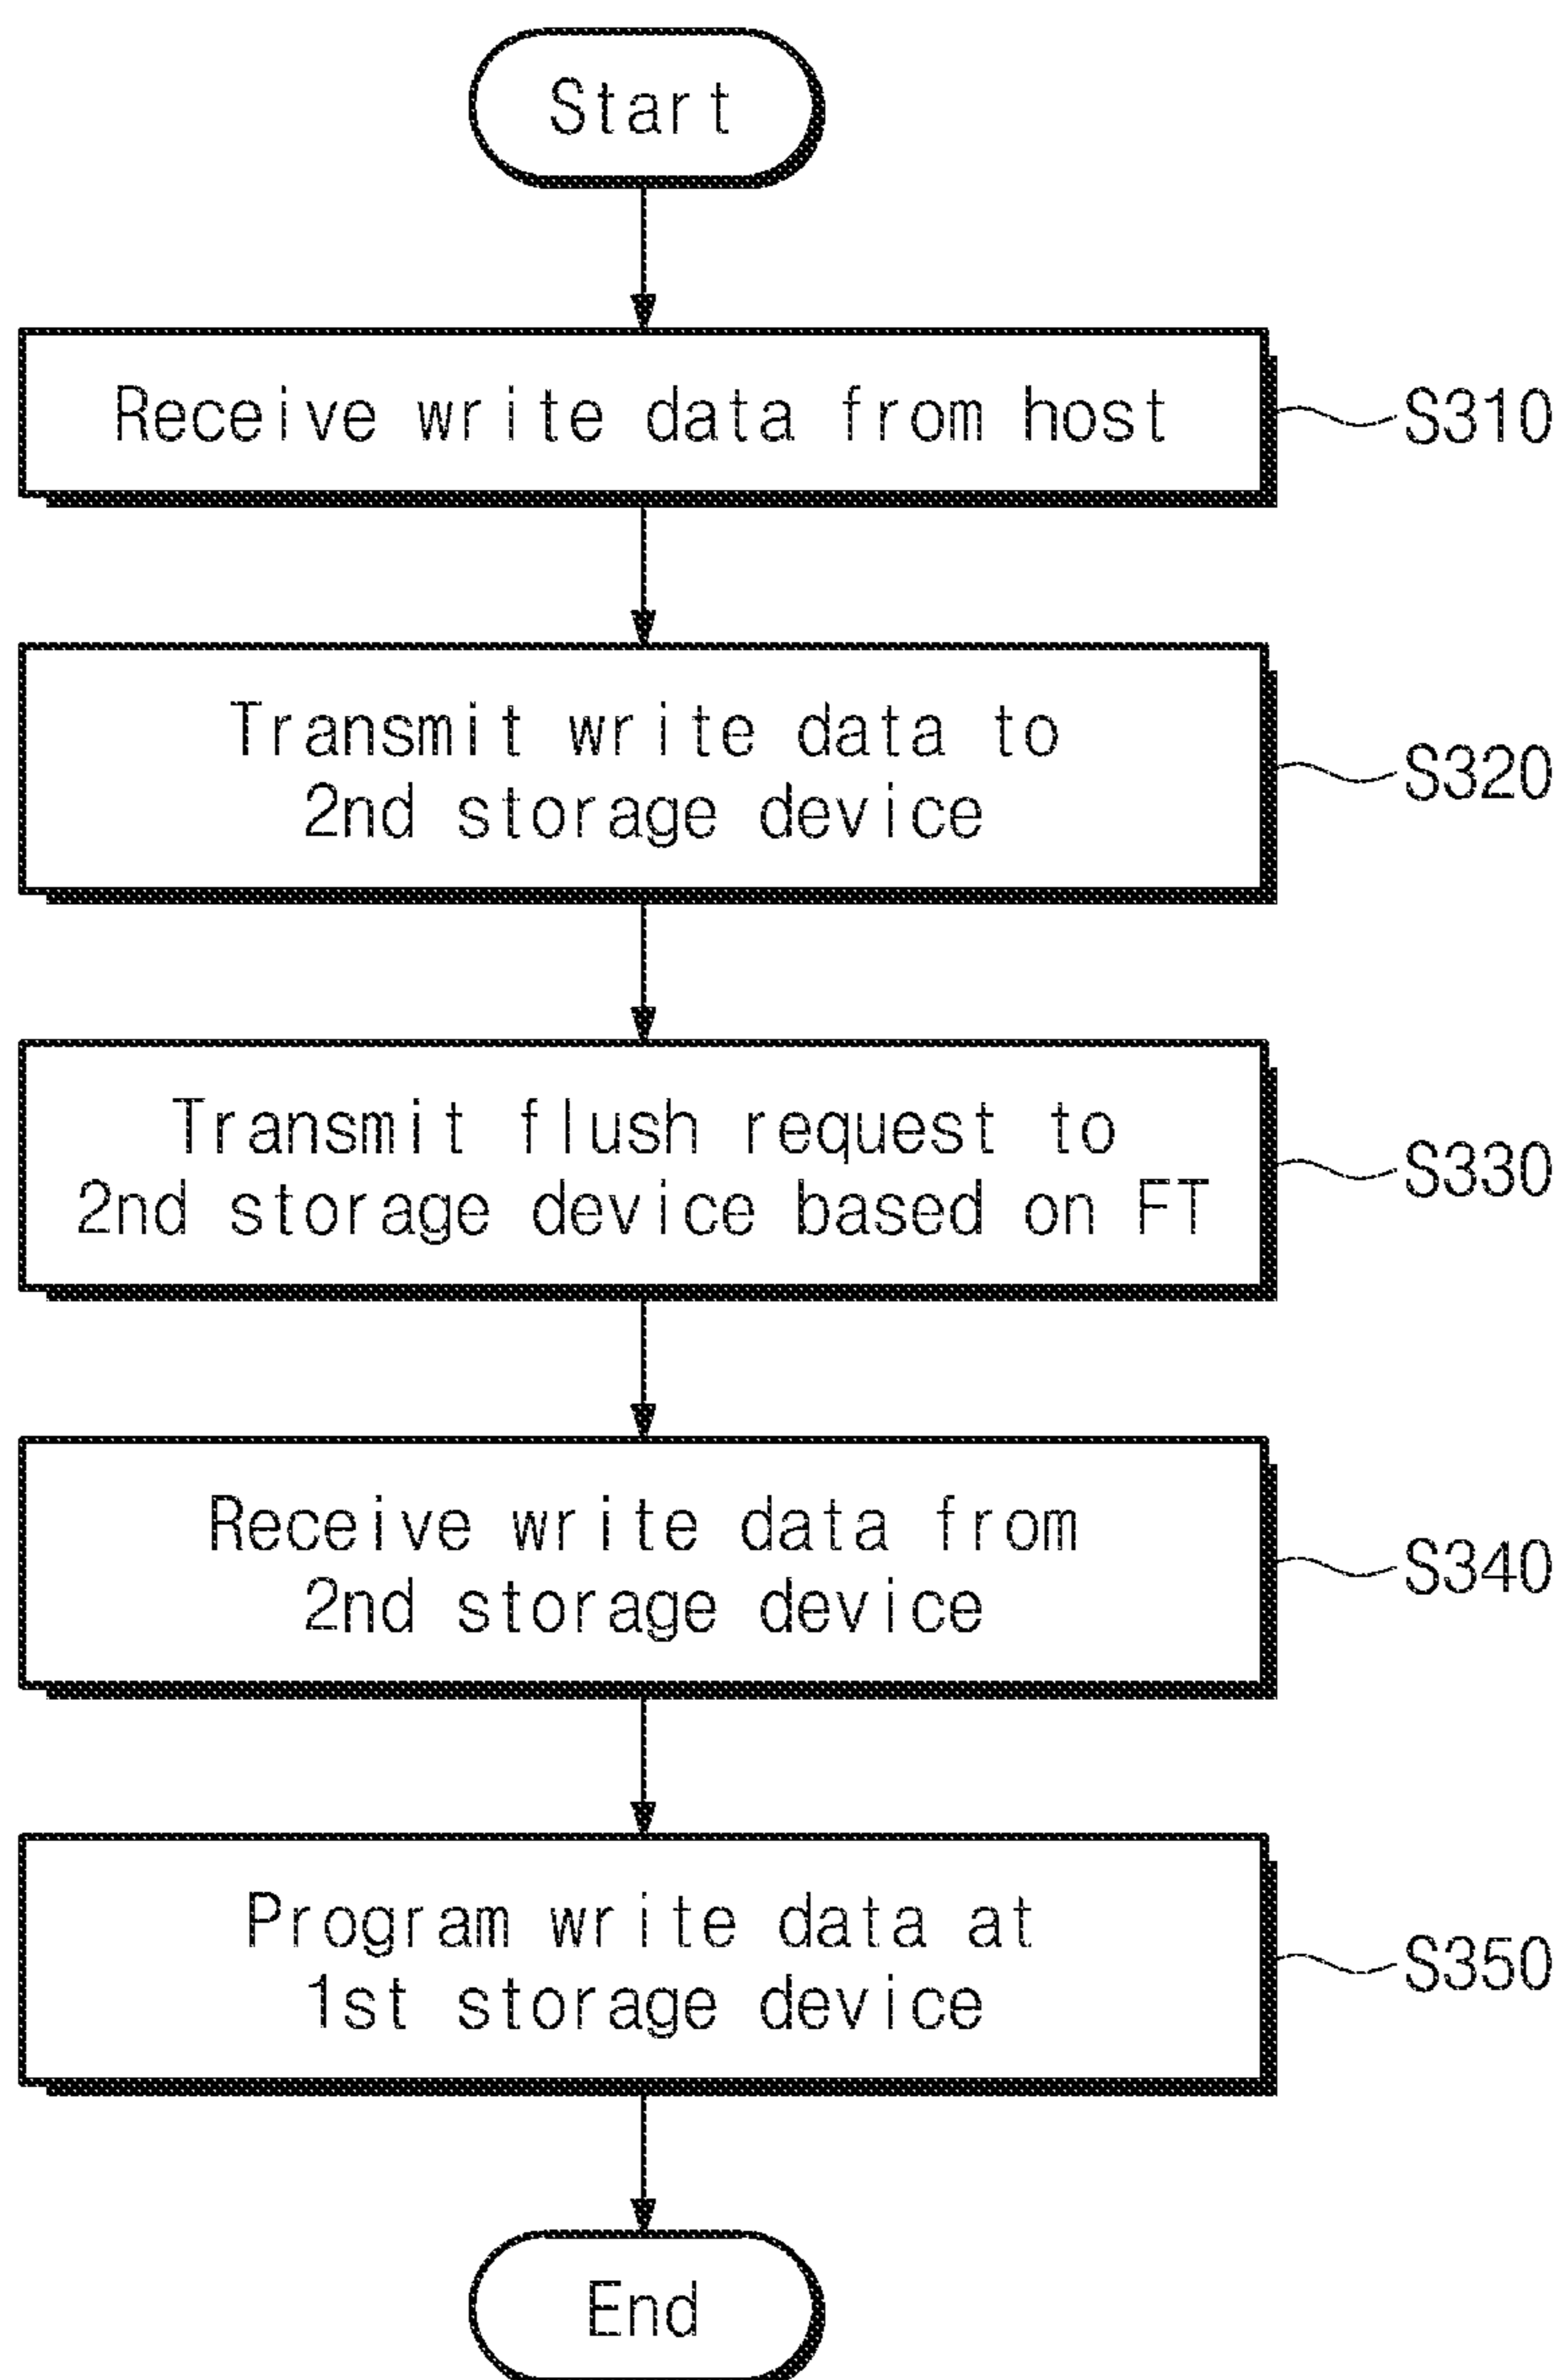 Start
Receive write data from host
S310
Transmit write data to
2nd storage device
S320
Transmit flush request to
2nd storage device based on FT
S330
Receive write data from
2nd storage device
S340
Program write data at
1st storage device
S350
End